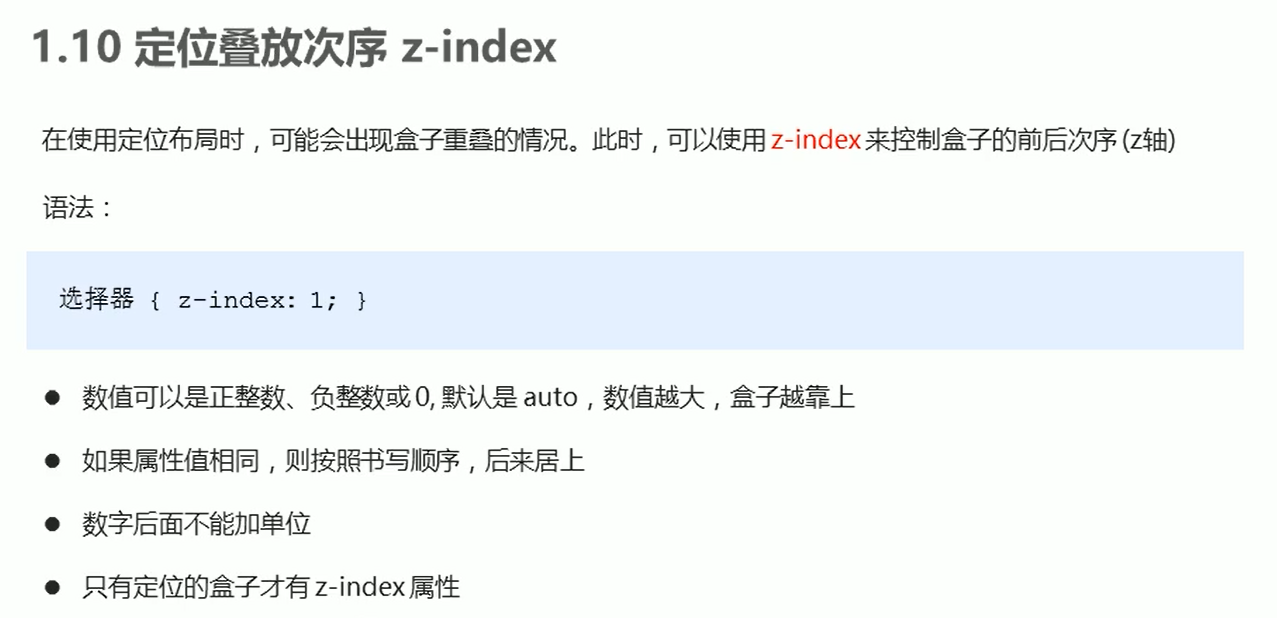 1.10 定位叠放次序 z-index
在使用定位布局时，可能会出现盒子重叠的情况。此时，可以使用 z-index 来控制盒子的前后次序 (z轴)
语法：
选择器 { z-index: 1; }
● 数值可以是正整数、负整数或 0, 默认是 auto，数值越大，盒子越靠上
● 如果属性值相同，则按照书写顺序，后来居上
● 数字后面不能加单位
● 只有定位的盒子才有 z-index 属性